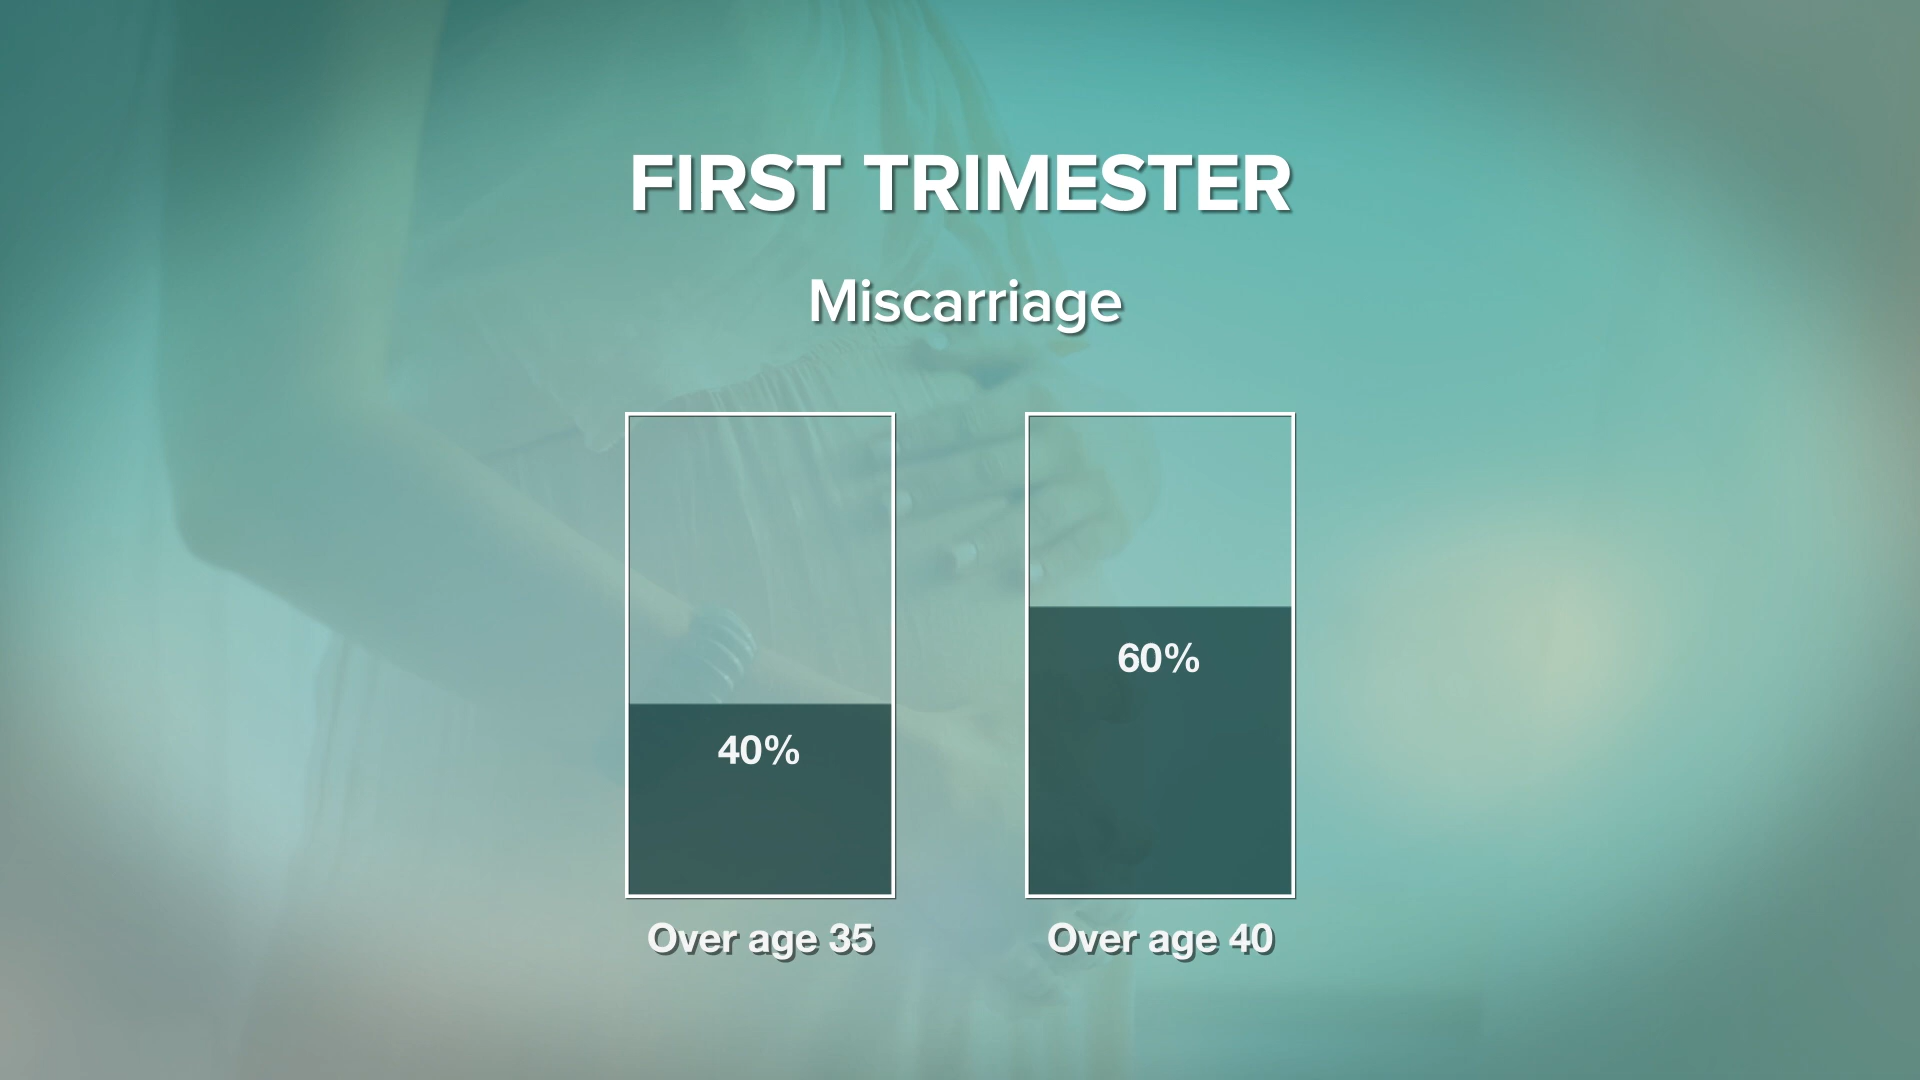 FIRST TRIMESTER
Miscarriage
40%
60%
Over age 35
Over age 40